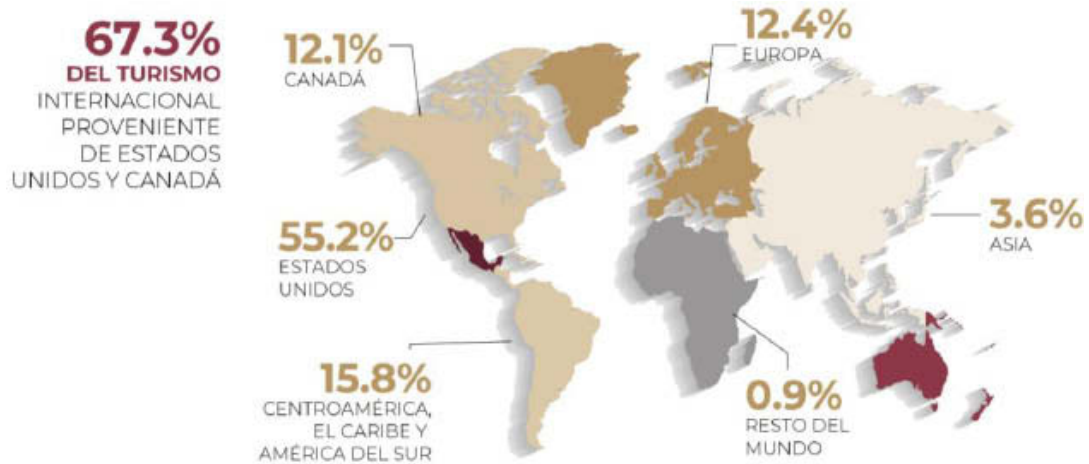 67.3%
DEL TURISMO
INTERNACIONAL
PROVENIENTE
DE ESTADOS
UNIDOS Y CANADÁ
12.1%
CANADÁ
12.4%
EUROPA
55.2%
ESTADOS
UNIDOS
3.6%
ASIA
15.8%
CENTROAMÉRICA,
EL CARIBE Y
AMÉRICA DEL SUR
0.9%
RESTO DEL
MUNDO